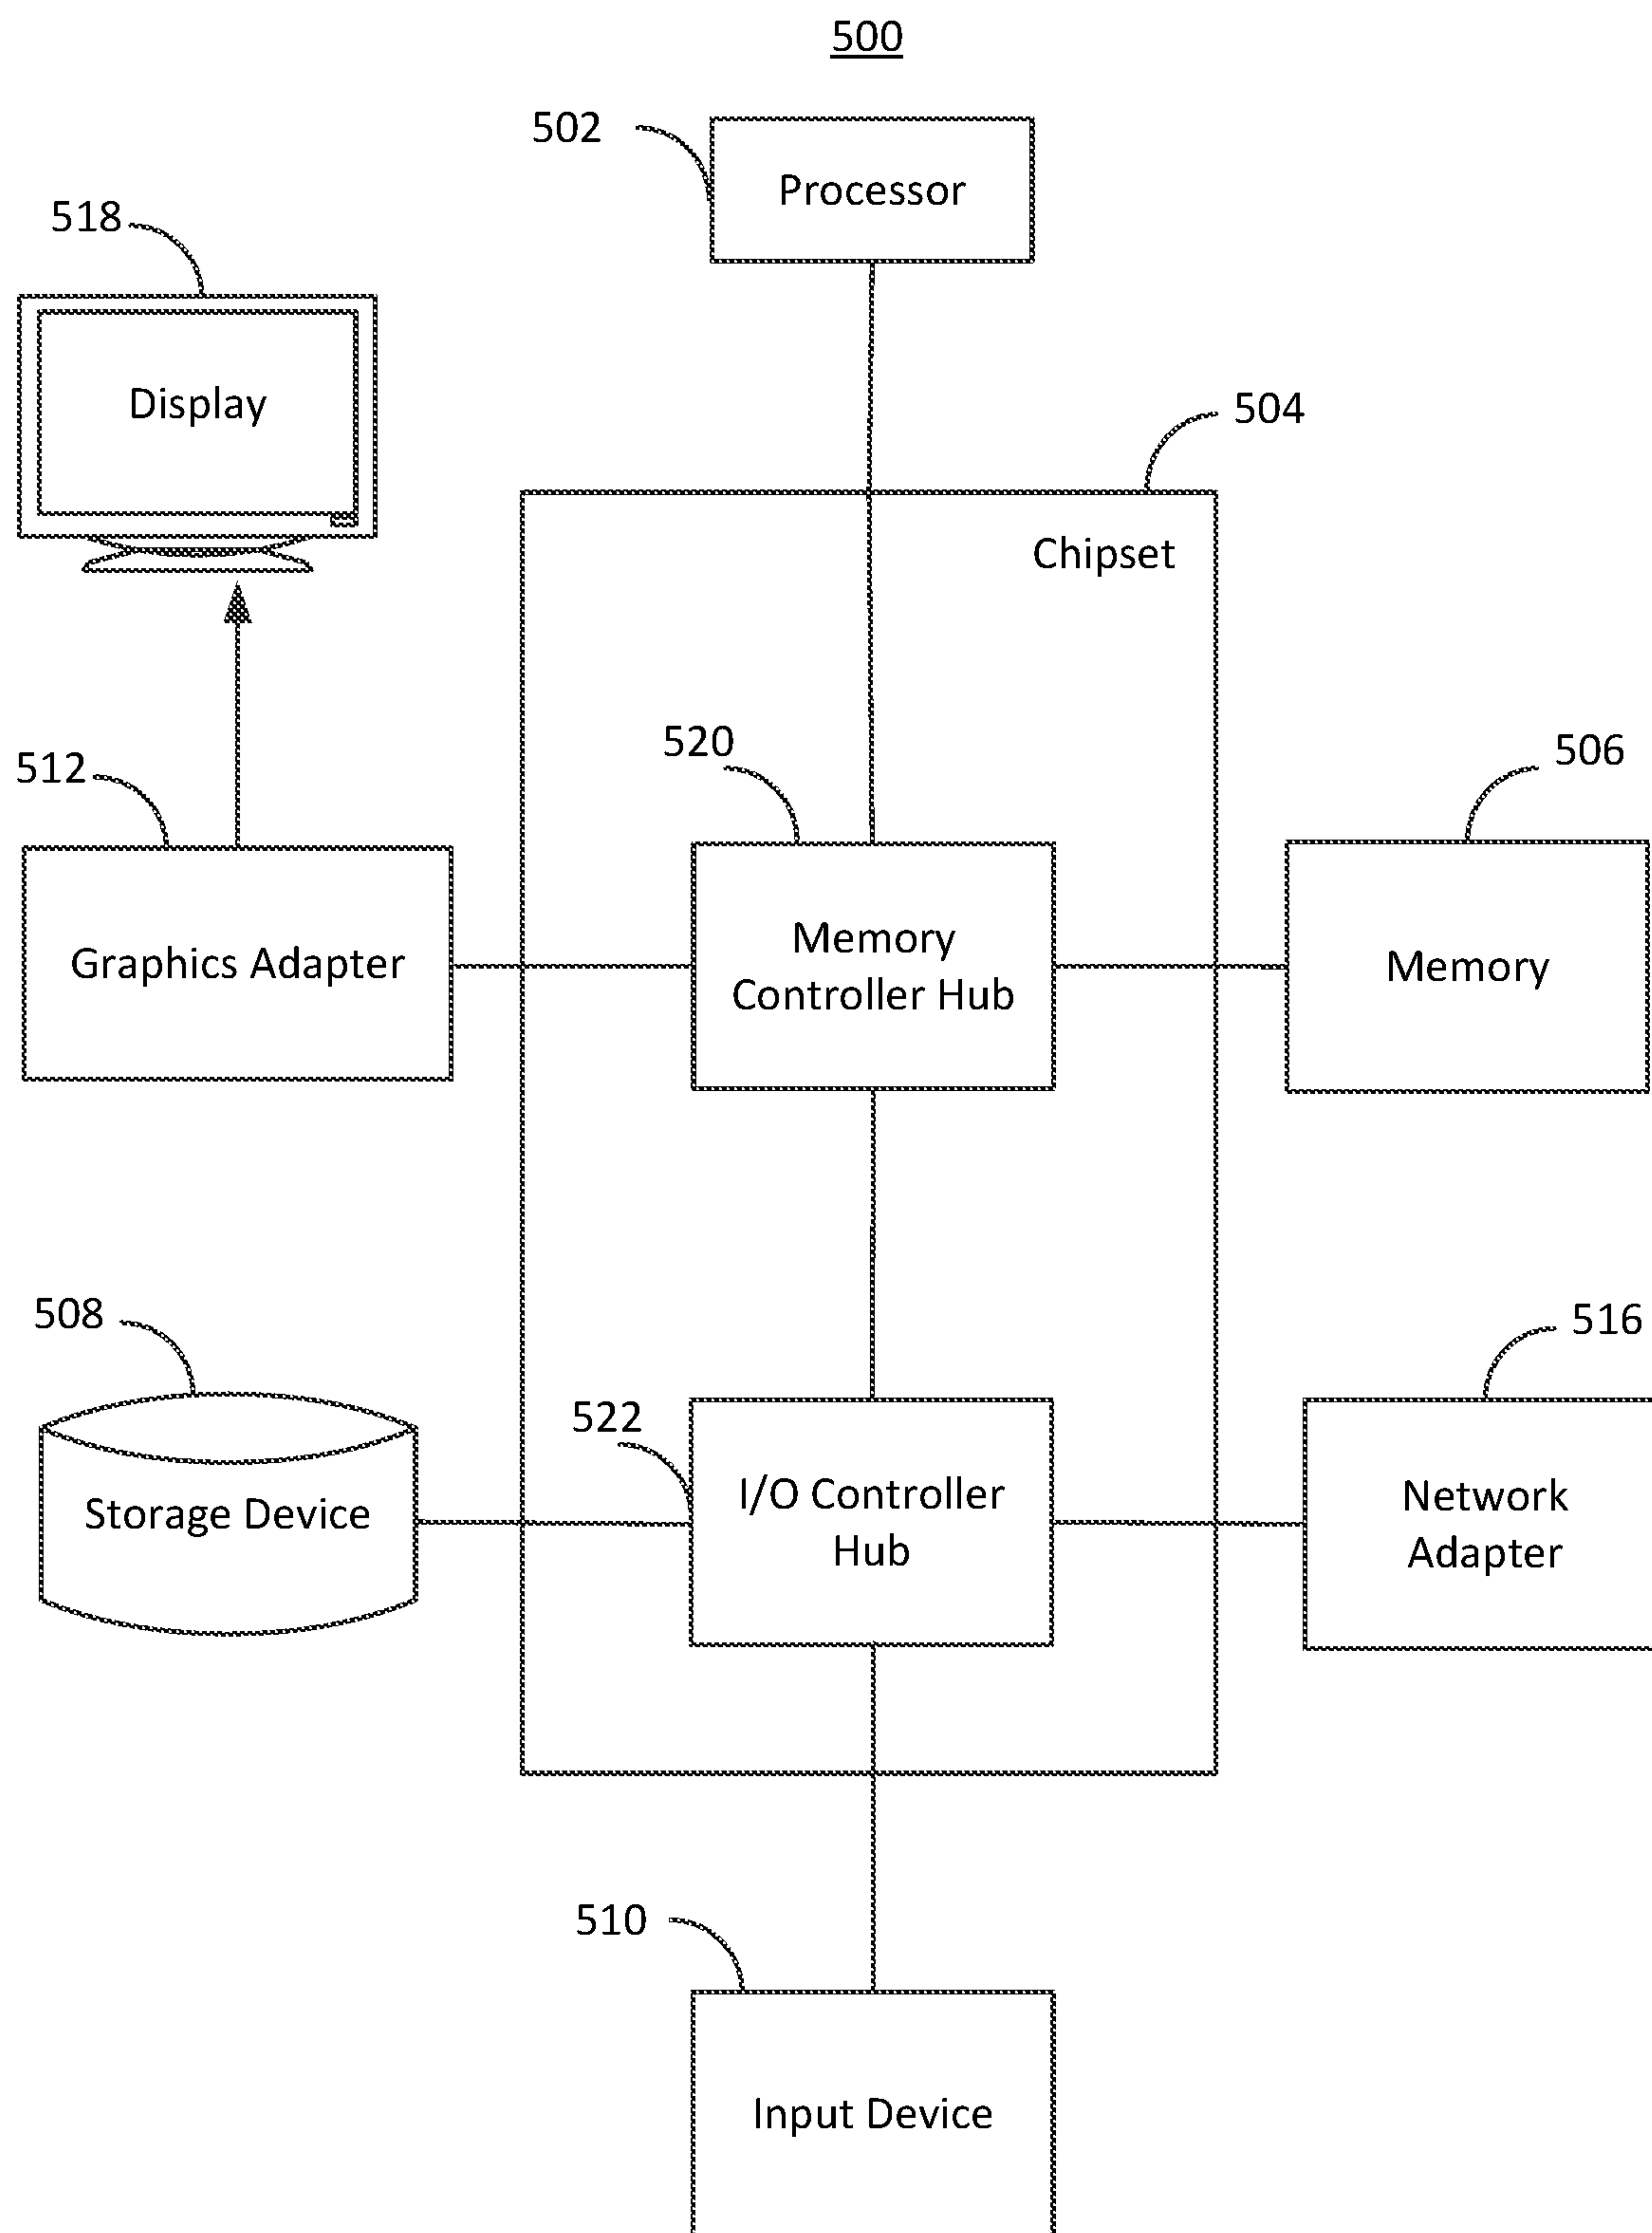 500
502
Processor
518
Display
504
Chipset
520
506
512
Memory
Controller Hub
Graphics Adapter
Memory
508
516
522
I/O Controller
Hub
Storage Device
Network
Adapter
510
Input Device